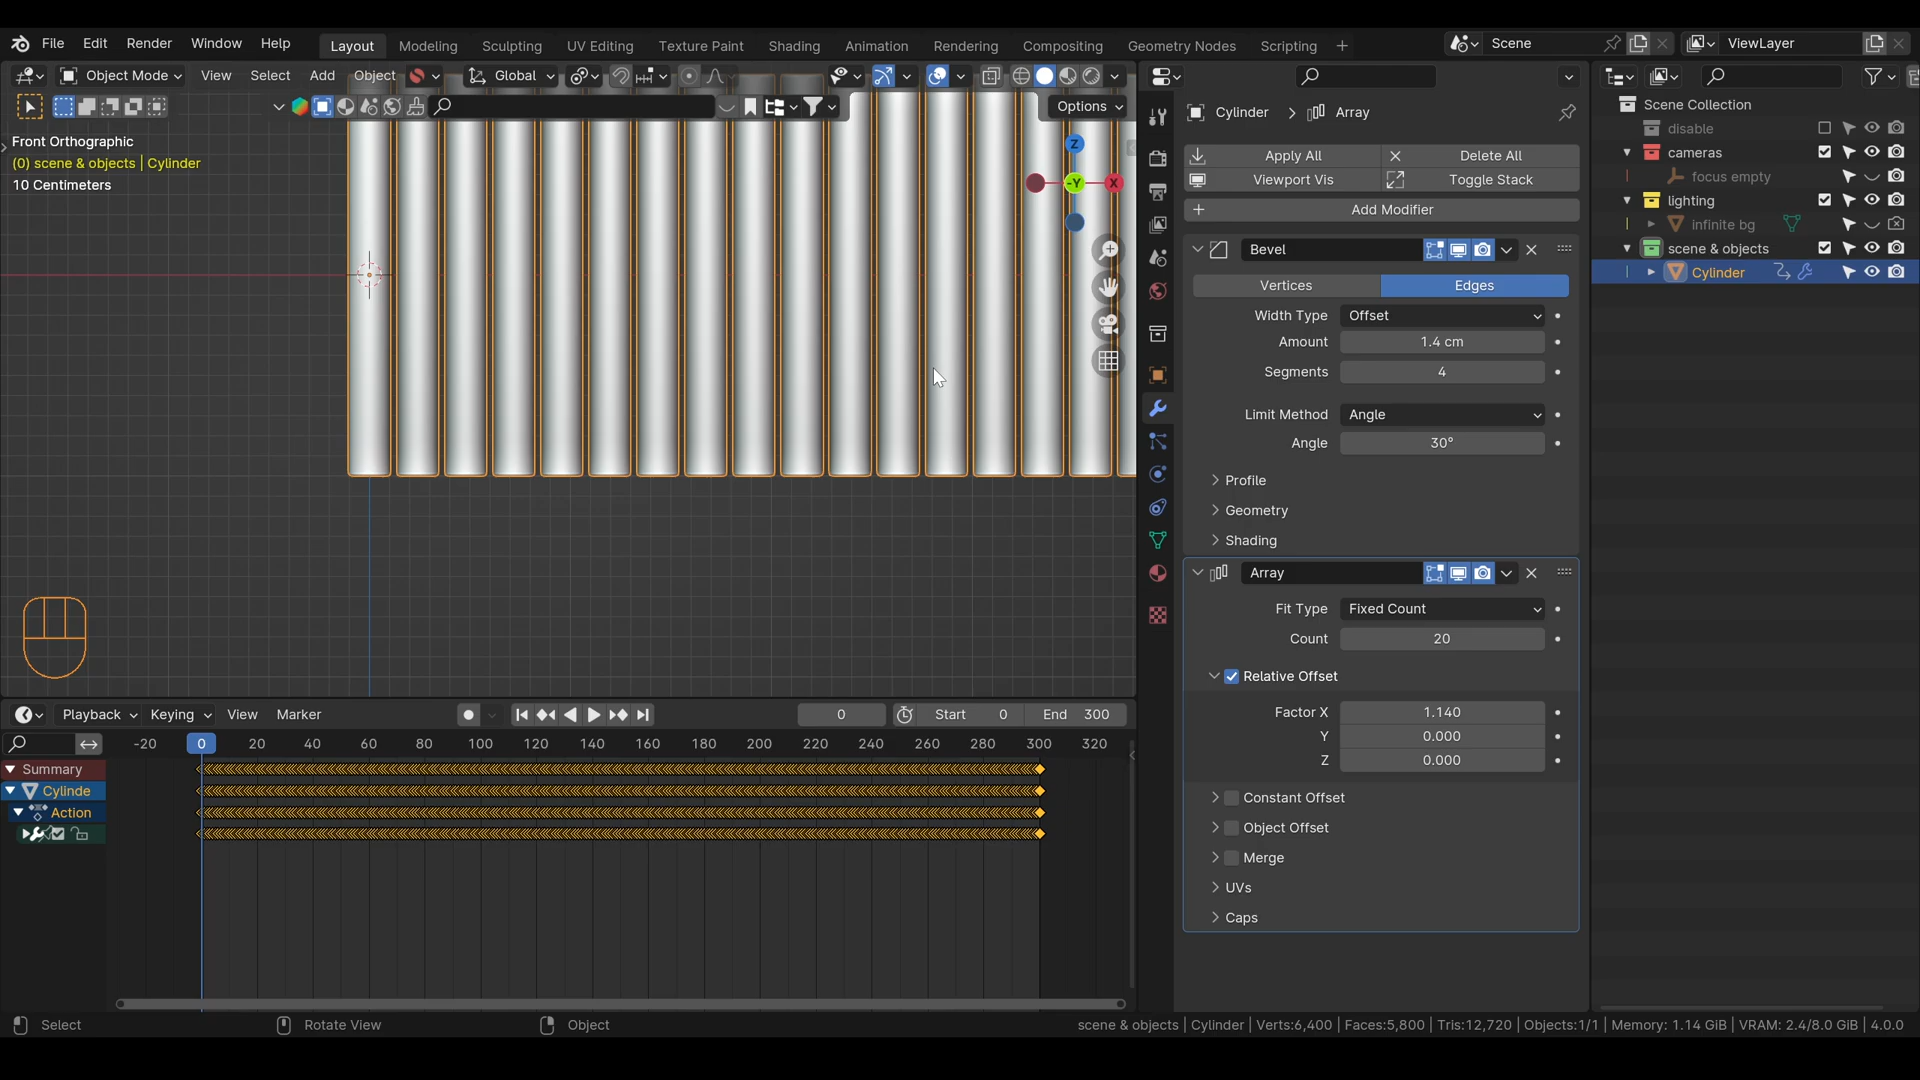 File Edit Render Window Help Layout Modeling Sculpting UV Editing Texture Paint Shading Animation Rendering Compositing Geometry Nodes Scripting + Scene ViewLayer
Object Mode View Select Add Object Global
Options
Front Orthographic
(0) scene & objects | Cylinder
10 Centimeters
Z
-Y X
Cylinder > Array
Apply All Delete All
Viewport Vis Toggle Stack
Add Modifier
Bevel
Vertices Edges
Width Type Offset
Amount 1.4 cm
Segments 4
Limit Method Angle
Angle 30°
Profile
Geometry
Shading
Array
Fit Type Fixed Count
Count 20
Relative Offset
Factor X 1.140
Y 0.000
Z 0.000
Constant Offset
Object Offset
Merge
UVs
Caps
Scene Collection
disable
cameras
focus empty
lighting
infinite bg
scene & objects
Cylinder
Playback Keying View Marker 0 Start 0 End 300
-20 0 20 40 60 80 100 120 140 160 180 200 220 240 260 280 300 320
Summary
Cylinde
Action
Select Rotate View Object scene & objects | Cylinder | Verts:6,400 | Faces:5,800 | Tris:12,720 | Objects:1/1 | Memory: 1.14 GiB | VRAM: 2.4/8.0 GiB | 4.0.0